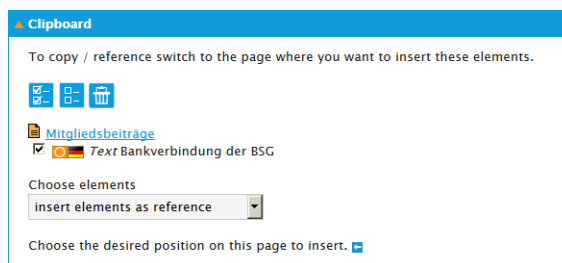 Clipboard
To copy / reference switch to the page where you want to insert these elements.
Mitgliedsbeiträge
Text Bankverbindung der BSG
Choose elements
insert elements as reference
Choose the desired position on this page to insert.